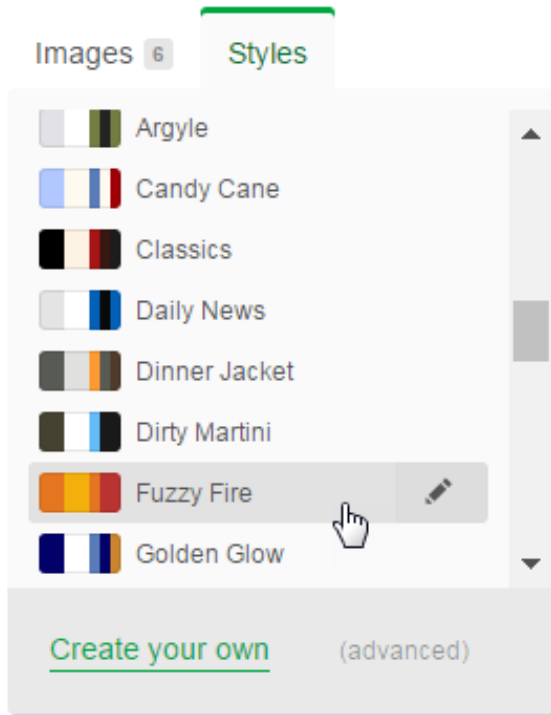 Images 6 Styles
Argyle
Candy Cane
Classics
Daily News
Dinner Jacket
Dirty Martini
Fuzzy Fire
Golden Glow
Create your own (advanced)